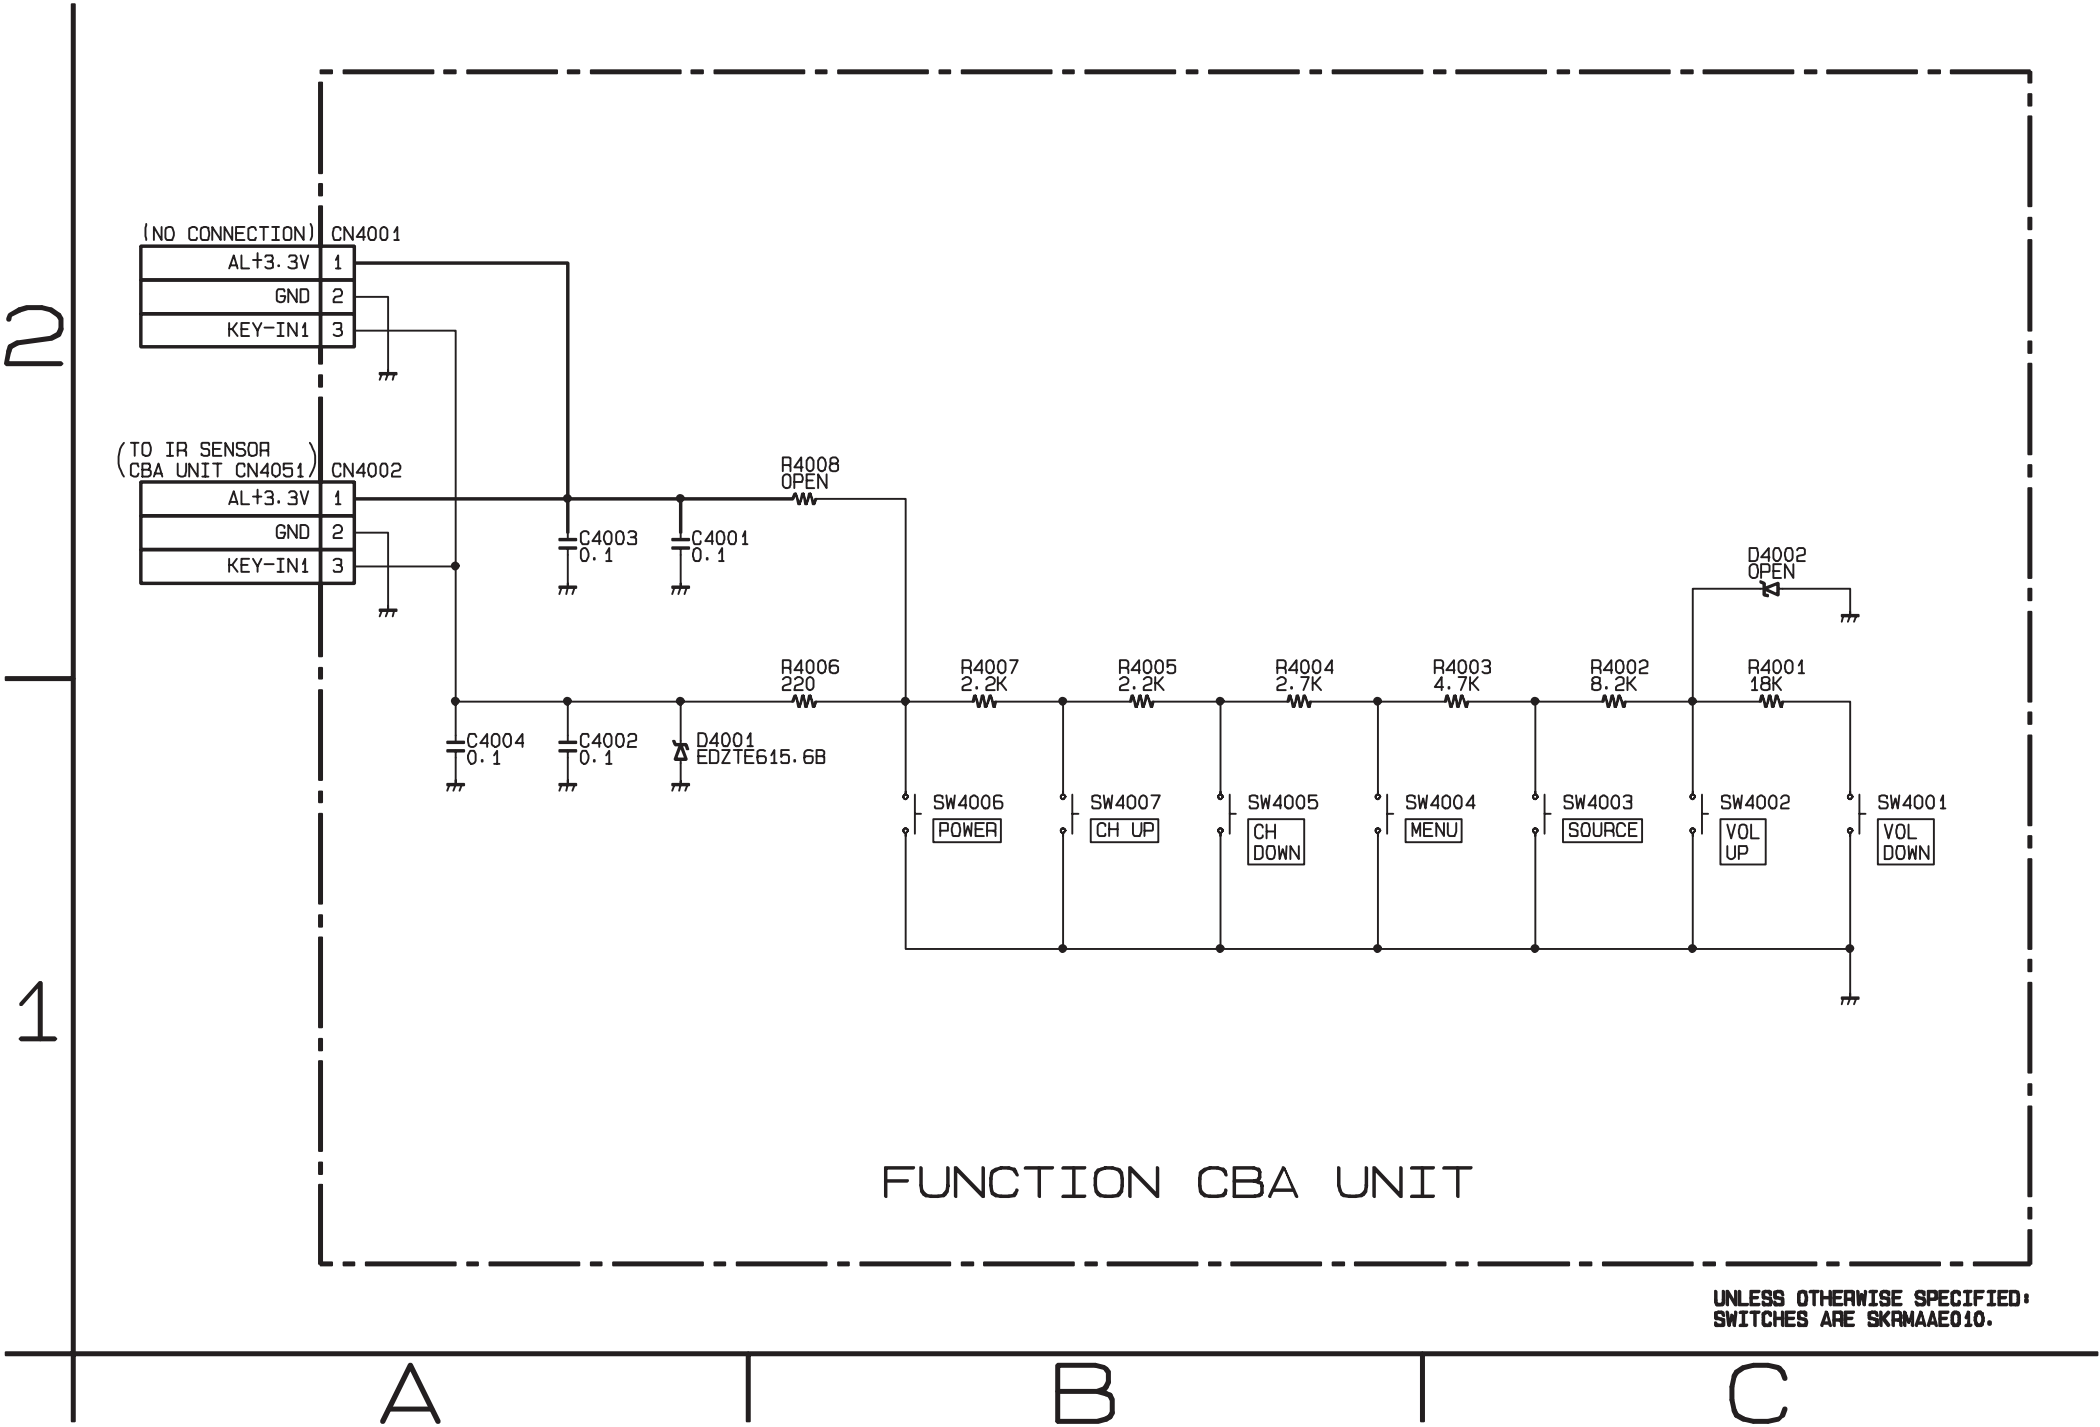 2
(NO CONNECTION) CN4001
AL+3.3V 1
GND 2
KEY-IN1 3
(TO IR SENSOR
CBA UNIT CN4051) CN4002
AL+3.3V 1
GND 2
KEY-IN1 3
R4008
OPEN
C4003
0.1
C4001
0.1
D4002
OPEN
R4006
220
R4007
2.2K
R4005
2.2K
R4004
2.7K
R4003
4.7K
R4002
8.2K
R4001
18K
C4004
0.1
C4002
0.1
D4001
EDZTE615.6B
SW4006
POWER
SW4007
CH UP
SW4005
CH
DOWN
SW4004
MENU
SW4003
SOURCE
SW4002
VOL
UP
SW4001
VOL
DOWN
1
FUNCTION CBA UNIT
UNLESS OTHERWISE SPECIFIED:
SWITCHES ARE SKRMAAE010.
A B C